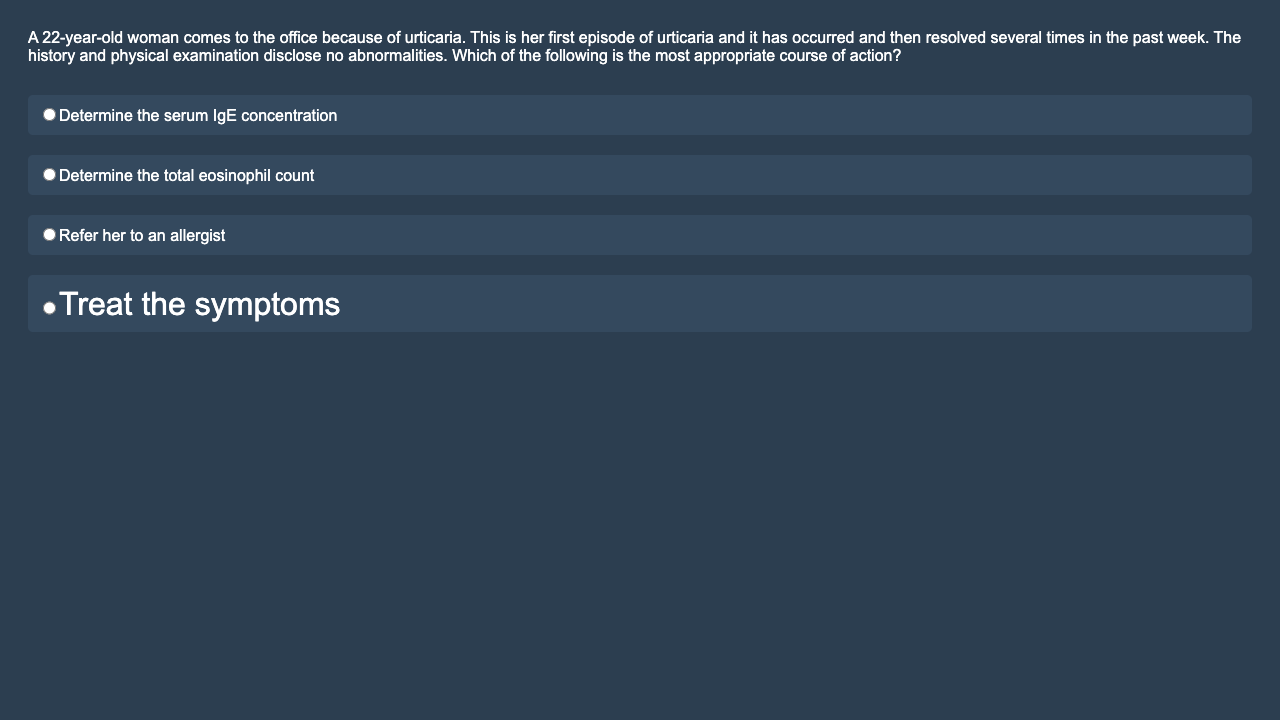 A 22-year-old woman comes to the office because of urticaria. This is her first episode of urticaria and it has occurred and then resolved several times in the past week. The
history and physical examination disclose no abnormalities. Which of the following is the most appropriate course of action?
Determine the serum IgE concentration
Determine the total eosinophil count
Refer her to an allergist
Treat the symptoms